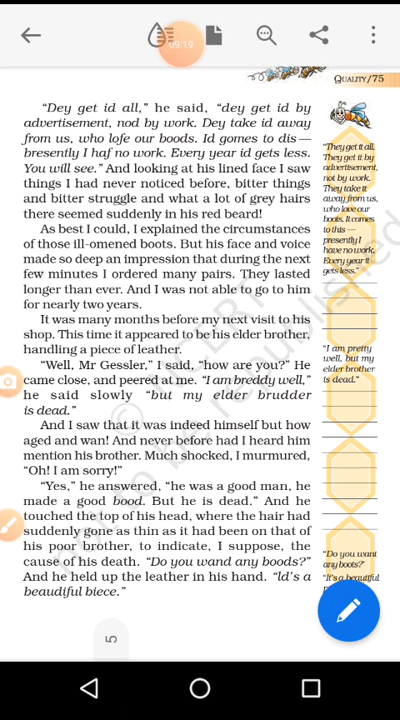 09:19
QUALITY/75
"Dey get id all," he said, "dey get id by
advertisement, nod by work. Dey take id away
from us, who lofe our boods. Id gomes to dis —
bresently I haf no work. Every year id gets less.
You will see." And looking at his lined face I saw
things I had never noticed before, bitter things
and bitter struggle and what a lot of grey hairs
there seemed suddenly in his red beard!
As best I could, I explained the circumstances
of those ill-omened boots. But his face and voice
made so deep an impression that during the next
few minutes I ordered many pairs. They lasted
longer than ever. And I was not able to go to him
for nearly two years.
It was many months before my next visit to his
shop. This time it appeared to be his elder brother,
handling a piece of leather.
"Well, Mr Gessler," I said, "how are you?" He
came close, and peered at me. "I am breddy well,"
he said slowly "but my elder brudder
is dead."
And I saw that it was indeed himself but how
aged and wan! And never before had I heard him
mention his brother. Much shocked, I murmured,
"Oh! I am sorry!"
"Yes," he answered, "he was a good man, he
made a good bood. But he is dead." And he
touched the top of his head, where the hair had
suddenly gone as thin as it had been on that of
his poor brother, to indicate, I suppose, the
cause of his death. "Do you wand any boods?"
And he held up the leather in his hand. "ld's a
beaudiful biece."
"They get it all.
They get it by
advertisement,
not by work.
They take it
away from us,
who love our
boots. It comes
to this —
presently I
have no work.
Every year it
gets less."
"I am pretty
well, but my
elder brother
is dead."
"Do you want
any boots?"
"It's a beautiful
© NCERT
not to be republished
5